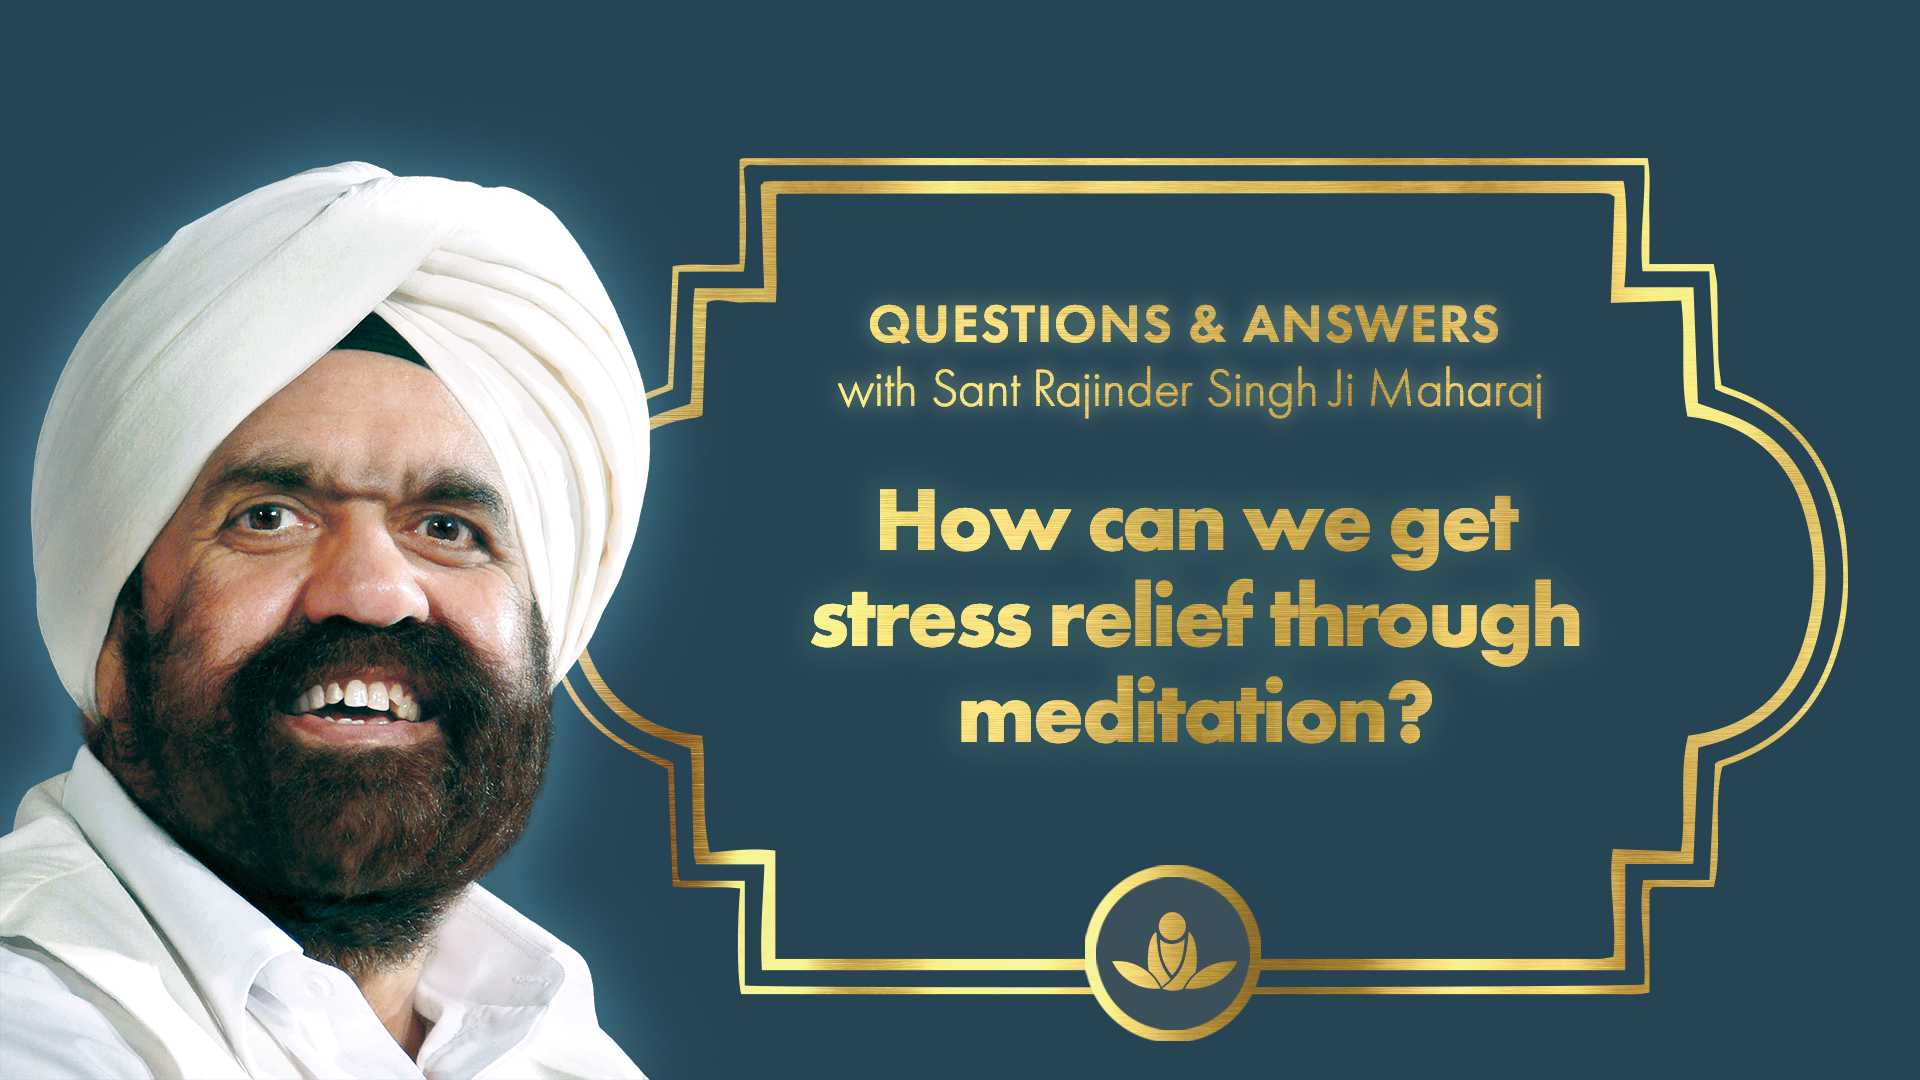 QUESTIONS & ANSWERS
with Sant Rajinder Singh Ji Maharaj
How can we get
stress relief through
meditation?